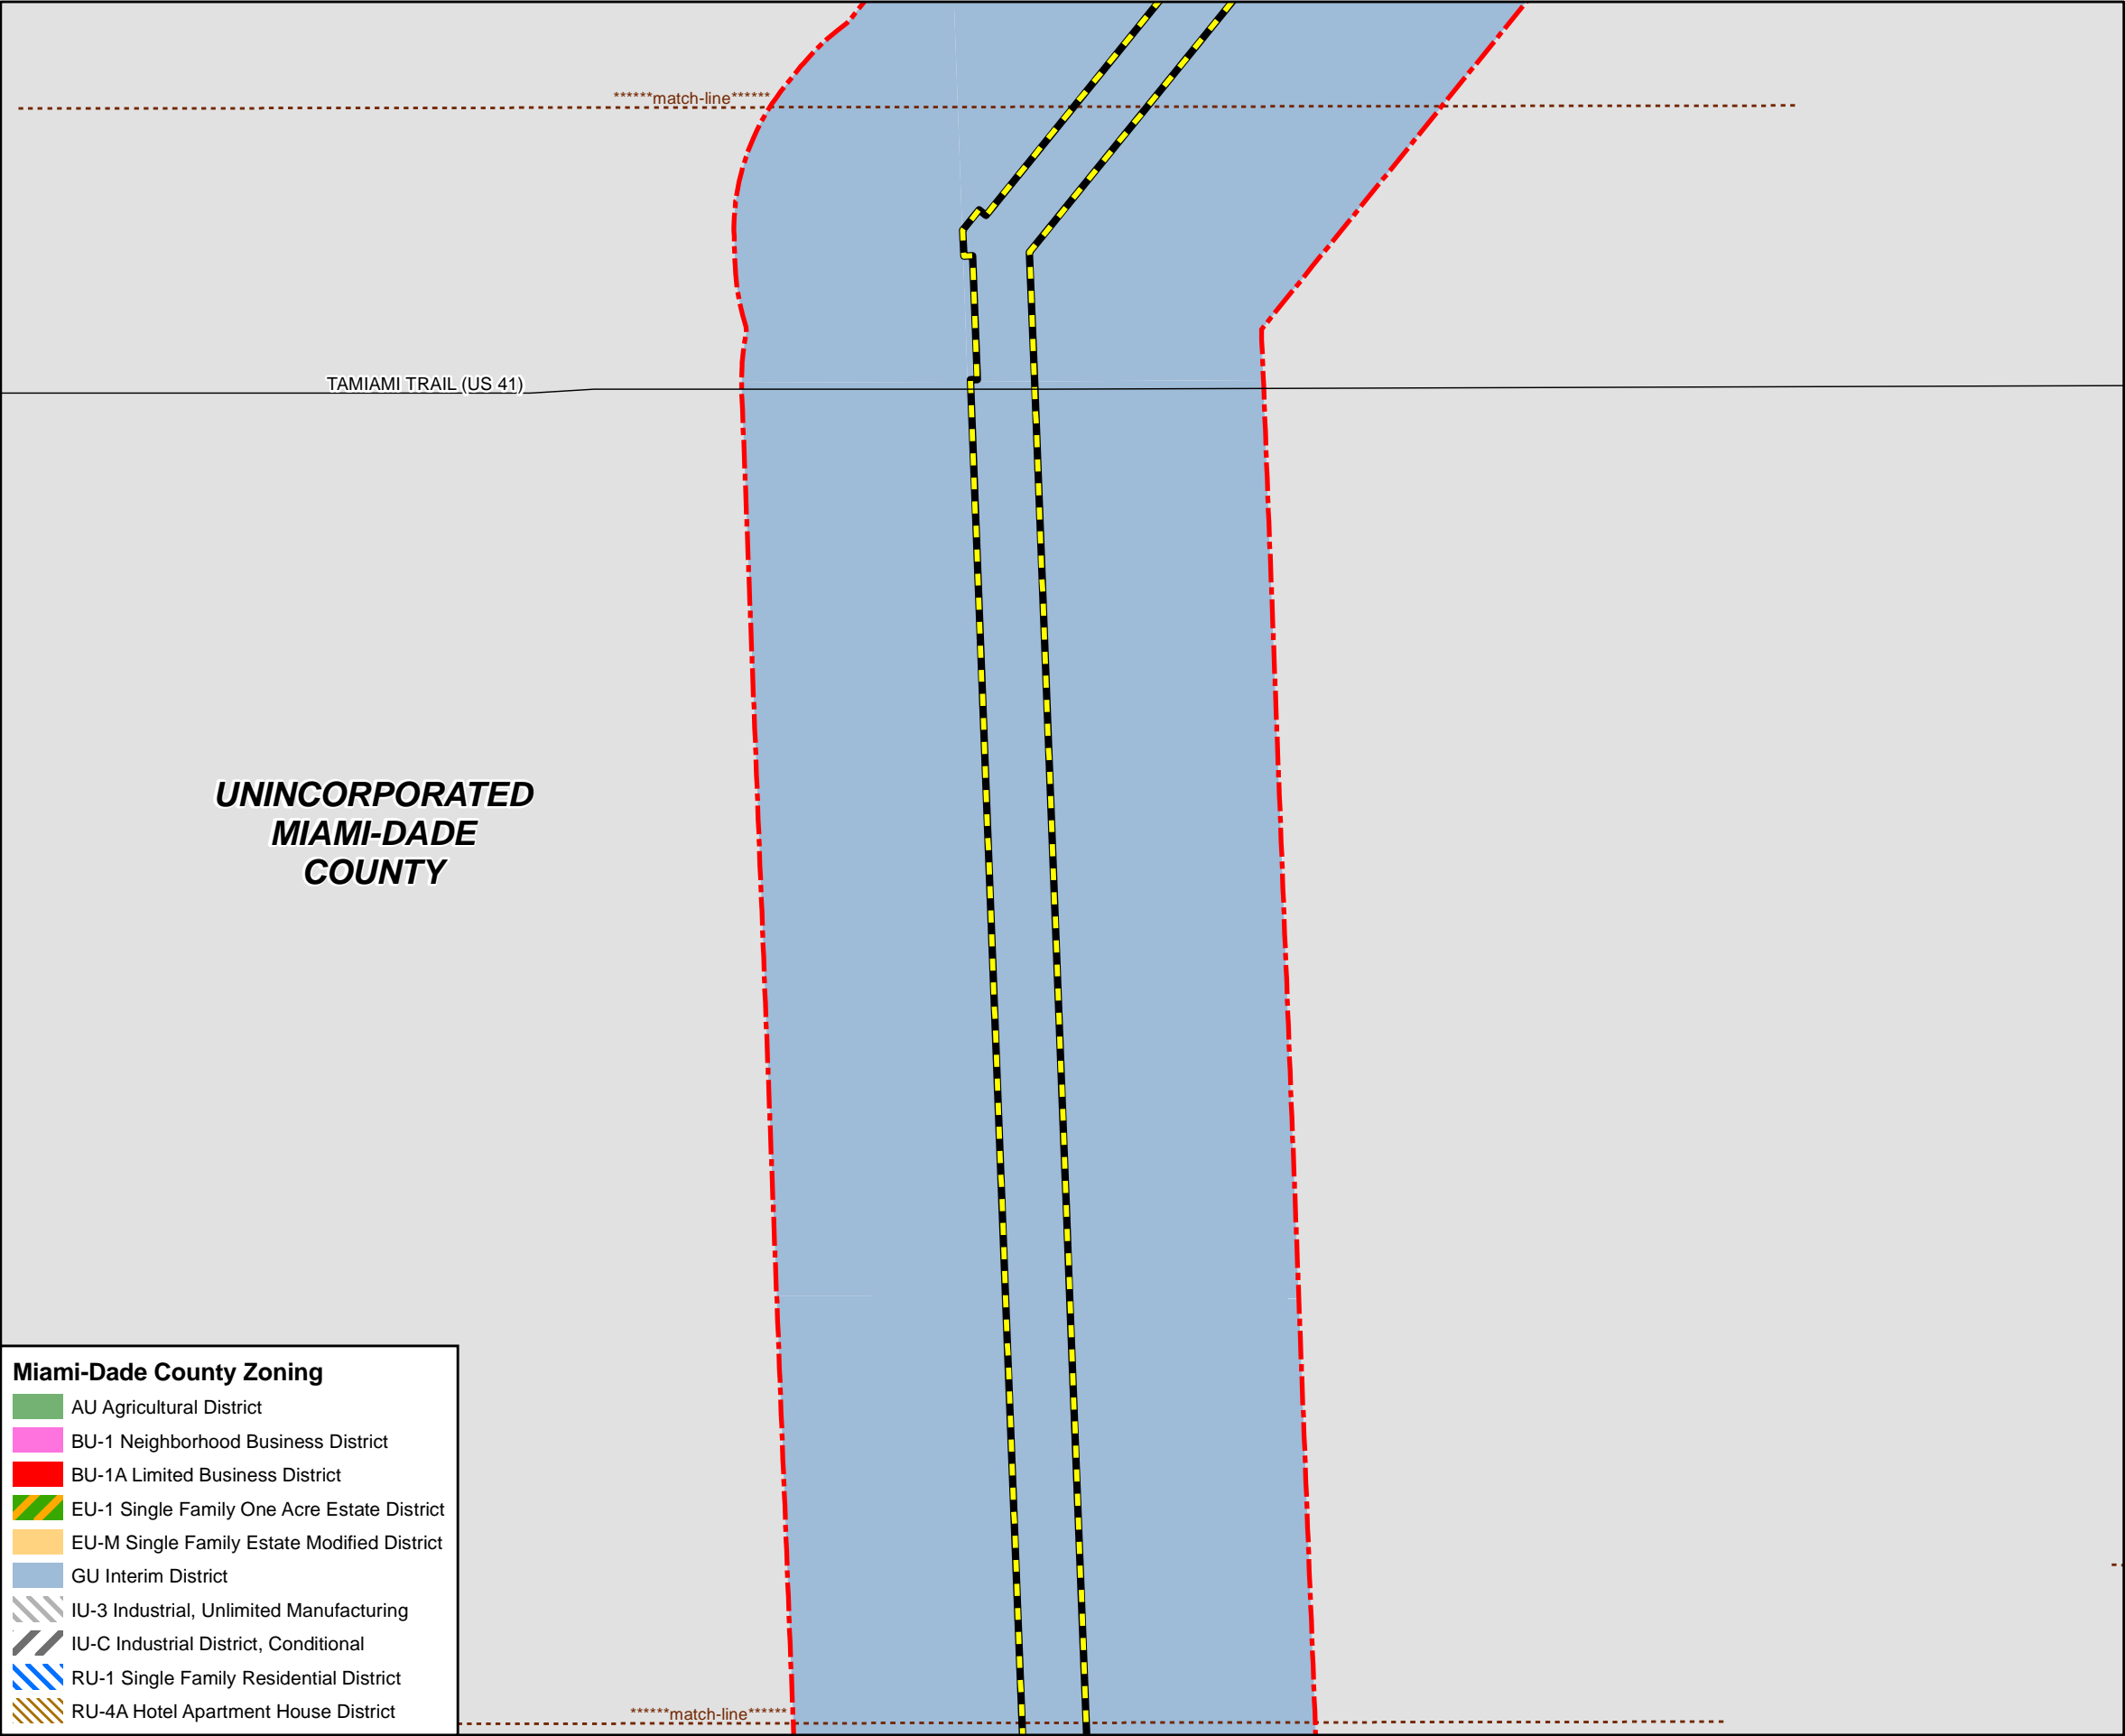 ******match-line******
TAMIAMI TRAIL (US 41)
UNINCORPORATED
MIAMI-DADE
COUNTY
Miami-Dade County Zoning
AU Agricultural District
BU-1 Neighborhood Business District
BU-1A Limited Business District
EU-1 Single Family One Acre Estate District
EU-M Single Family Estate Modified District
GU Interim District
IU-3 Industrial, Unlimited Manufacturing
IU-C Industrial District, Conditional
RU-1 Single Family Residential District
RU-4A Hotel Apartment House District
******match-line******